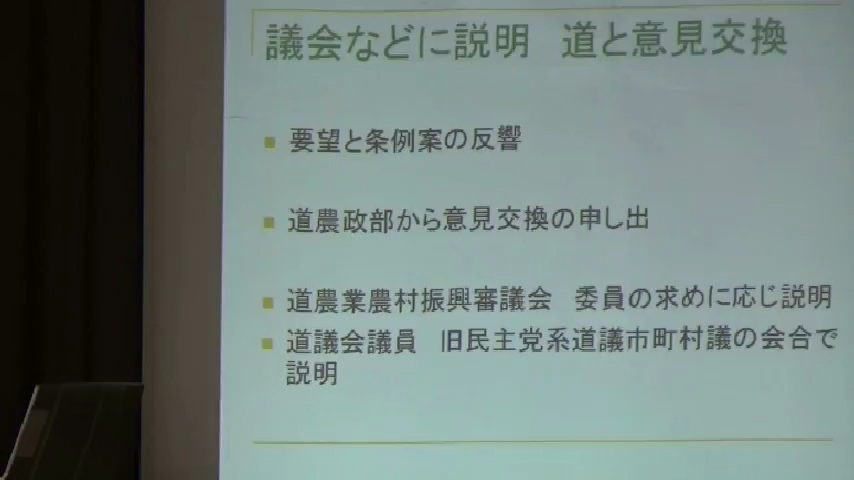 議会などに説明　道と意見交換
■ 要望と条例案の反響
■ 道農政部から意見交換の申し出
■ 道農業農村振興審議会　委員の求めに応じ説明
■ 道議会議員　旧民主党系道議市町村議の会合で
説明